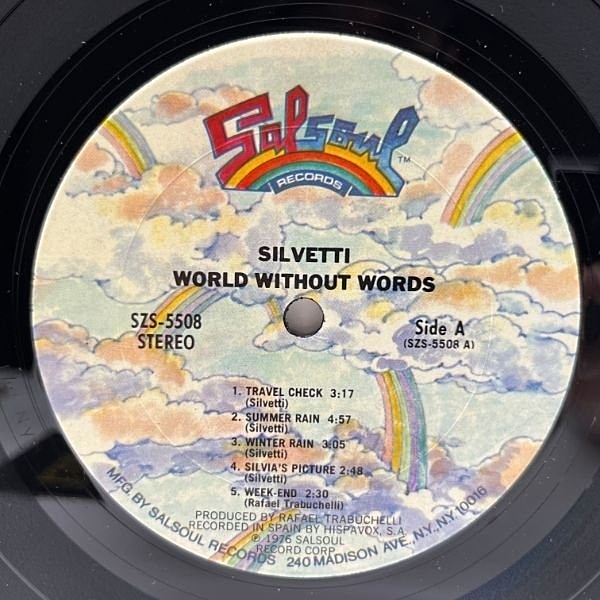 Salsoul™
RECORDS
SILVETTI
WORLD WITHOUT WORDS
SZS-5508
STEREO
Side A
(SZS-5508 A)
1. TRAVEL CHECK 3:17
(Silvetti)
2. SUMMER RAIN 4:57
(Silvetti)
3. WINTER RAIN 3:05
(Silvetti)
4. SILVIA'S PICTURE 2:48
(Silvetti)
5. WEEK-END 2:30
(Rafael Trabuchelli)
PRODUCED BY RAFAEL TRABUCHELLI
RECORDED IN SPAIN BY HISPAVOX, S.A.
℗ 1976 SALSOUL
RECORD CORP.
MFG. BY SALSOUL RECORDS 240 MADISON AVE., N.Y., N.Y. 10016